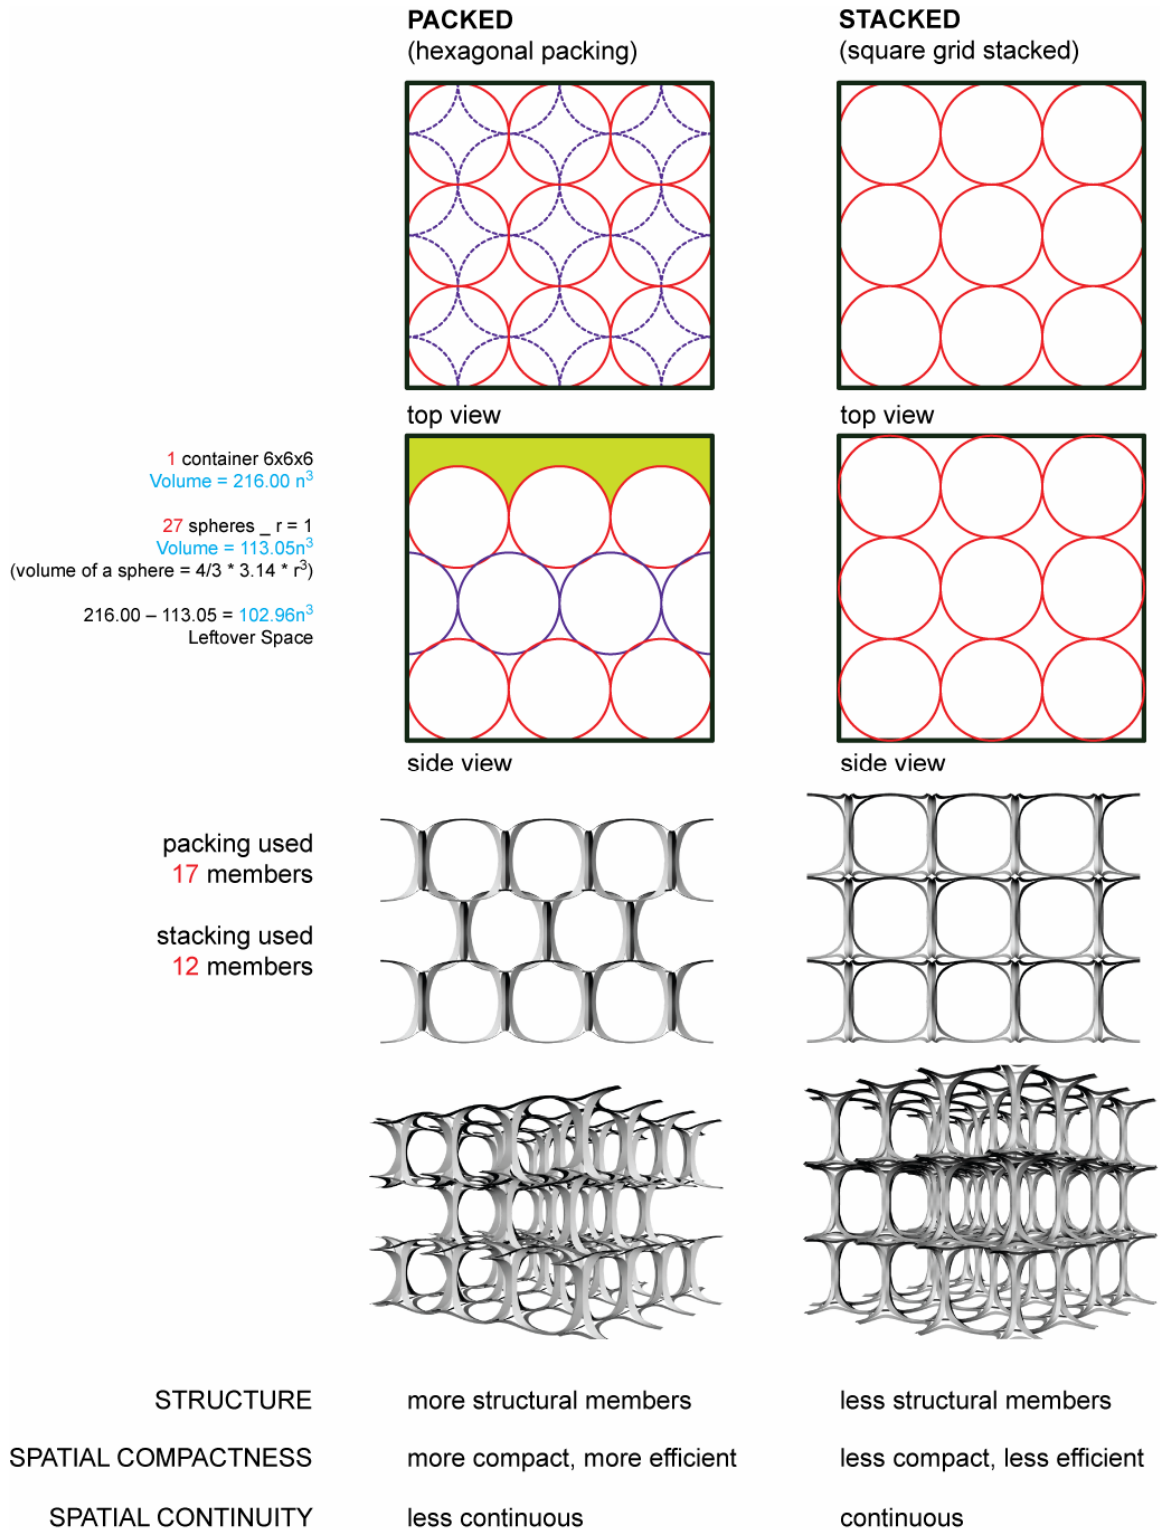 PACKED
(hexagonal packing)
STACKED
(square grid stacked)
top view
top view
1 container 6x6x6
Volume = 216.00 n³
27 spheres _ r = 1
Volume = 113.05n³
(volume of a sphere = 4/3 * 3.14 * r³)
216.00 – 113.05 = 102.96n³
Leftover Space
side view
side view
packing used
17 members
stacking used
12 members
STRUCTURE
more structural members
less structural members
SPATIAL COMPACTNESS
more compact, more efficient
less compact, less efficient
SPATIAL CONTINUITY
less continuous
continuous